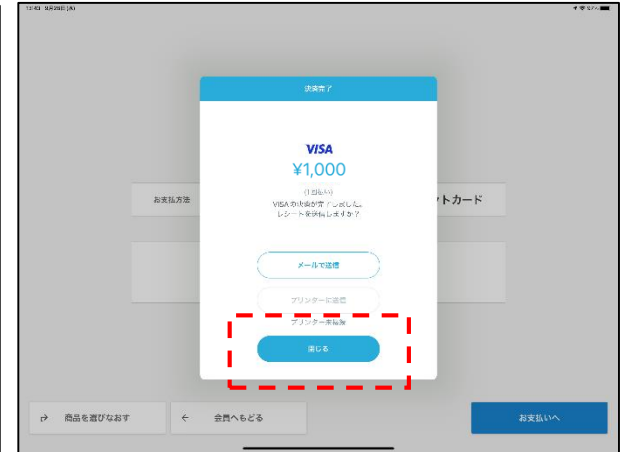 決済完了
VISA
¥1,000
(1回払い)
VISAの決済が完了しました。
レシートを送信しますか？
お支払方法
トカード
メールで送信
プリンターに送信
プリンター未接続
閉じる
商品を選びなおす
会員へもどる
お支払いへ